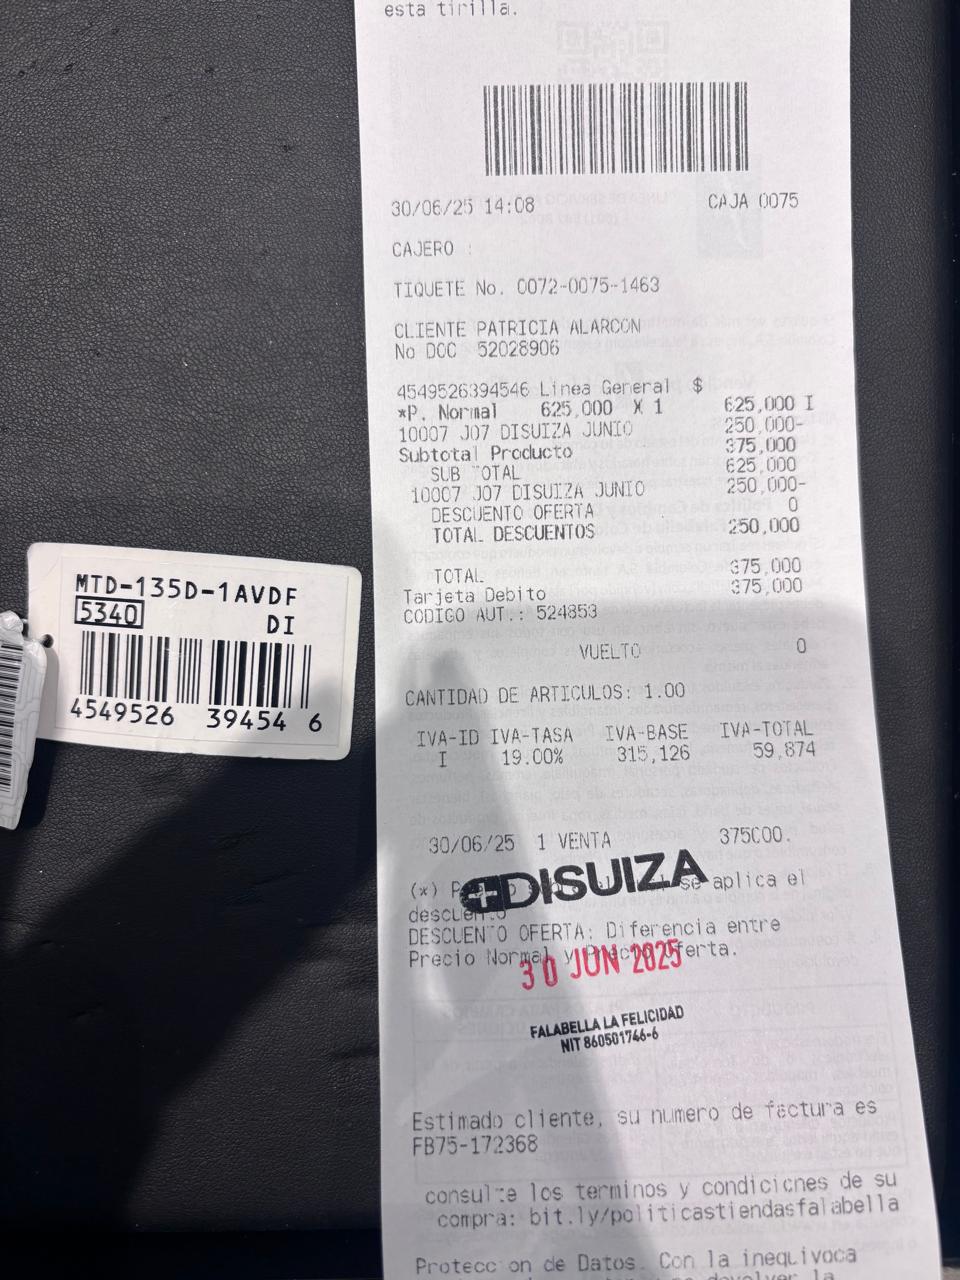 esta tirilla.
30/06/25 14:08 CAJA 0075
CAJERO :
TIQUETE No. 0072-0075-1463
CLIENTE PATRICIA ALARCON
No DOC 52028906
4549526394546 Linea General $
*P. Normal 625,000 X 1 625,000 I
10007 J07 DISUIZA JUNIO 250,000-
Subtotal Producto 375,000
SUB TOTAL 625,000
10007 J07 DISUIZA JUNIO 250,000-
DESCUENTO OFERTA 0
TOTAL DESCUENTOS 250,000
TOTAL 375,000
Tarjeta Debito 375,000
CODIGO AUT.: 524853
VUELTO 0
CANTIDAD DE ARTICULOS: 1.00
IVA-ID IVA-TASA IVA-BASE IVA-TOTAL
I 19.00% 315,126 59,874
30/06/25 1 VENTA 375000.
(*) se aplica el
DISUIZA
descuento
DESCUENTO OFERTA: Diferencia entre
Precio Normal y Precio Oferta.
30 JUN 2025
FALABELLA LA FELICIDAD
NIT 860501746-6
Estimado cliente, su numero de factura es
FB75-172368
consulte los terminos y condiciones de su
compra: bit.ly/politicastiendasfalabella
Proteccion de Datos. Con la inequivoca
devolver la
MTD-135D-1AVDF
5340 DI
4549526 39454 6